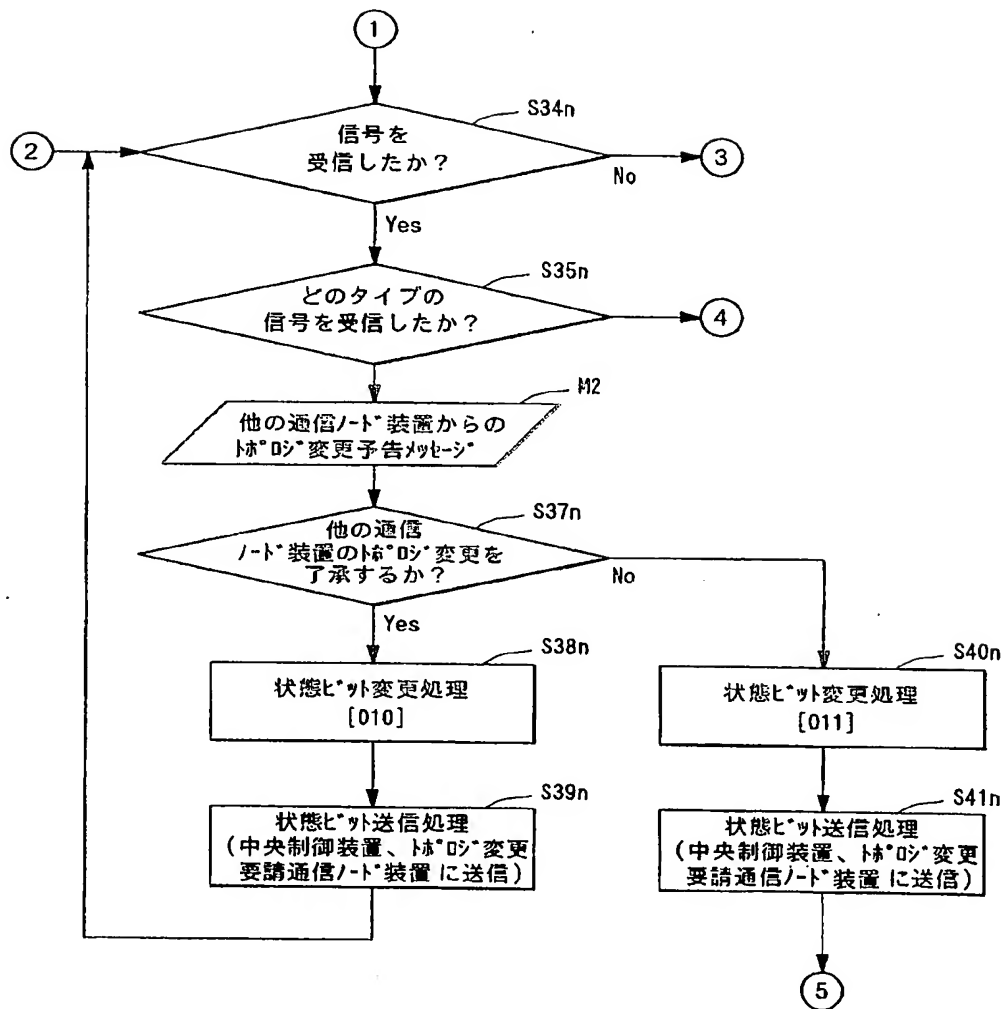 1
S34n
信号を
受信したか?
2
3
No
Yes
S35n
どのタイプの
信号を受信したか?
4
M2
他の通信ノード装置からの
トポロジ変更予告メッセージ
S37n
他の通信
ノード装置のトポロジ変更を
了承するか?
No
Yes
S38n
状態ビット変更処理
[010]
S40n
状態ビット変更処理
[011]
S39n
状態ビット送信処理
(中央制御装置、トポロジ変更
要請通信ノード装置に送信)
S41n
状態ビット送信処理
(中央制御装置、トポロジ変更
要請通信ノード装置に送信)
5